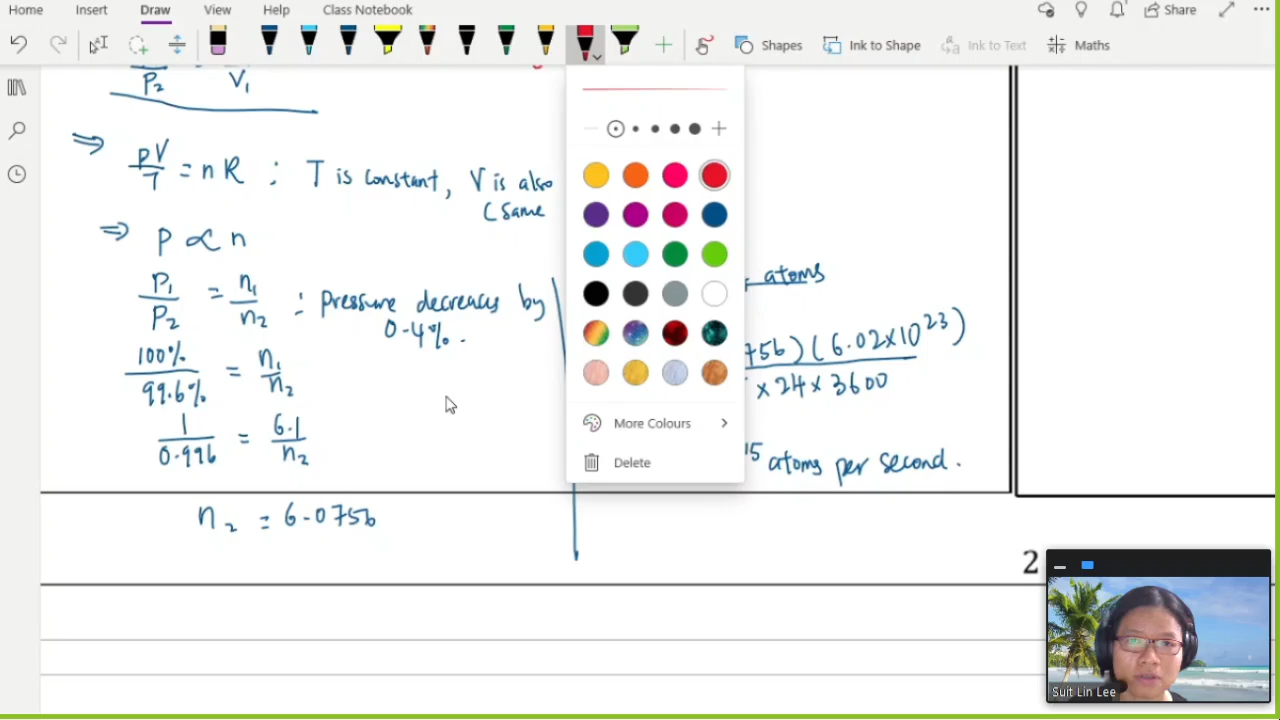 Home Insert Draw View Help Class Notebook Share
Shapes Ink to Shape Ink to Text Maths
P₂ V₁
⇒ PV/T = nR ; T is constant, V is also
(same
⇒ P ∝ n
P₁/P₂ = n₁/n₂ : Pressure decreases by
0.4%.
100%/99.6% = n₁/n₂
1/0.996 = 6.1/n₂
n₂ = 6.0756
atoms
756)(6.02×10²³)
×24×3600
15 atoms per second.
More Colours
Delete
2
Suit Lin Lee